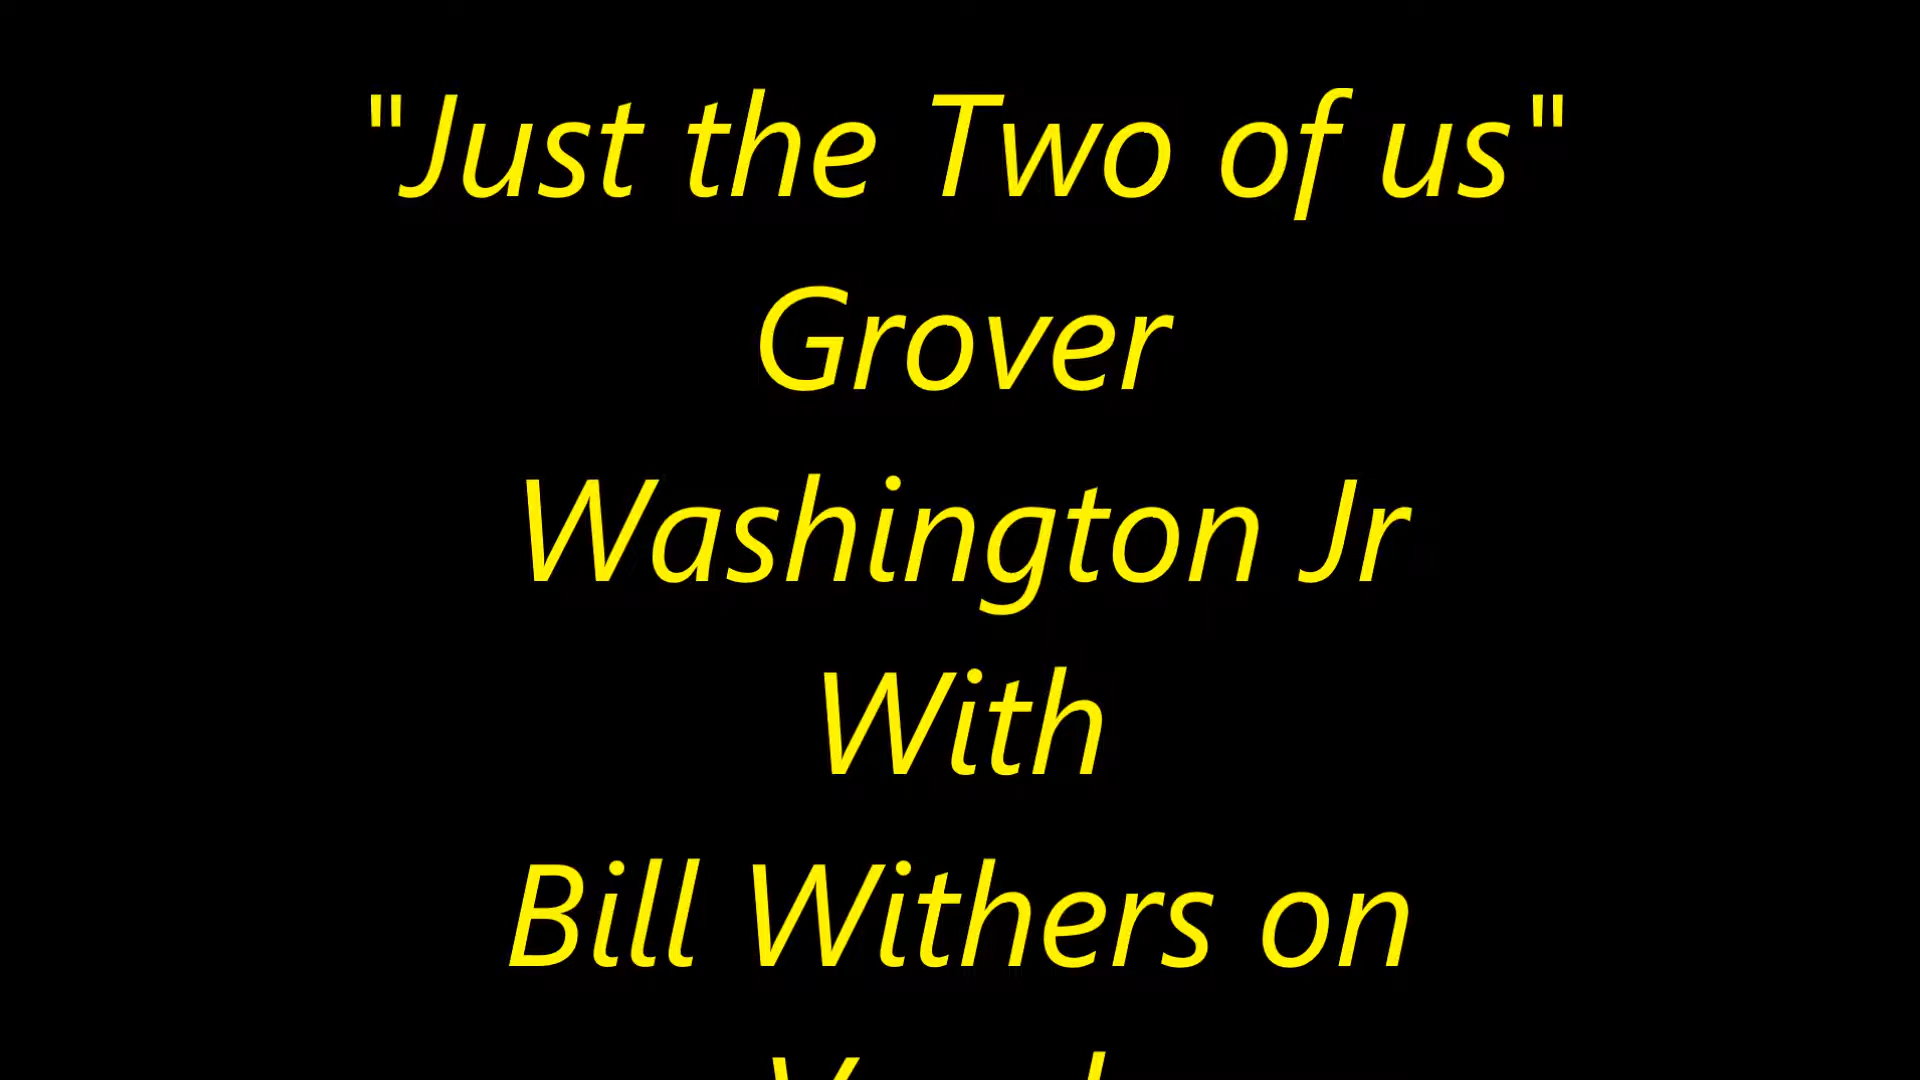 "Just the Two of us"
Grover
Washington Jr
With
Bill Withers on